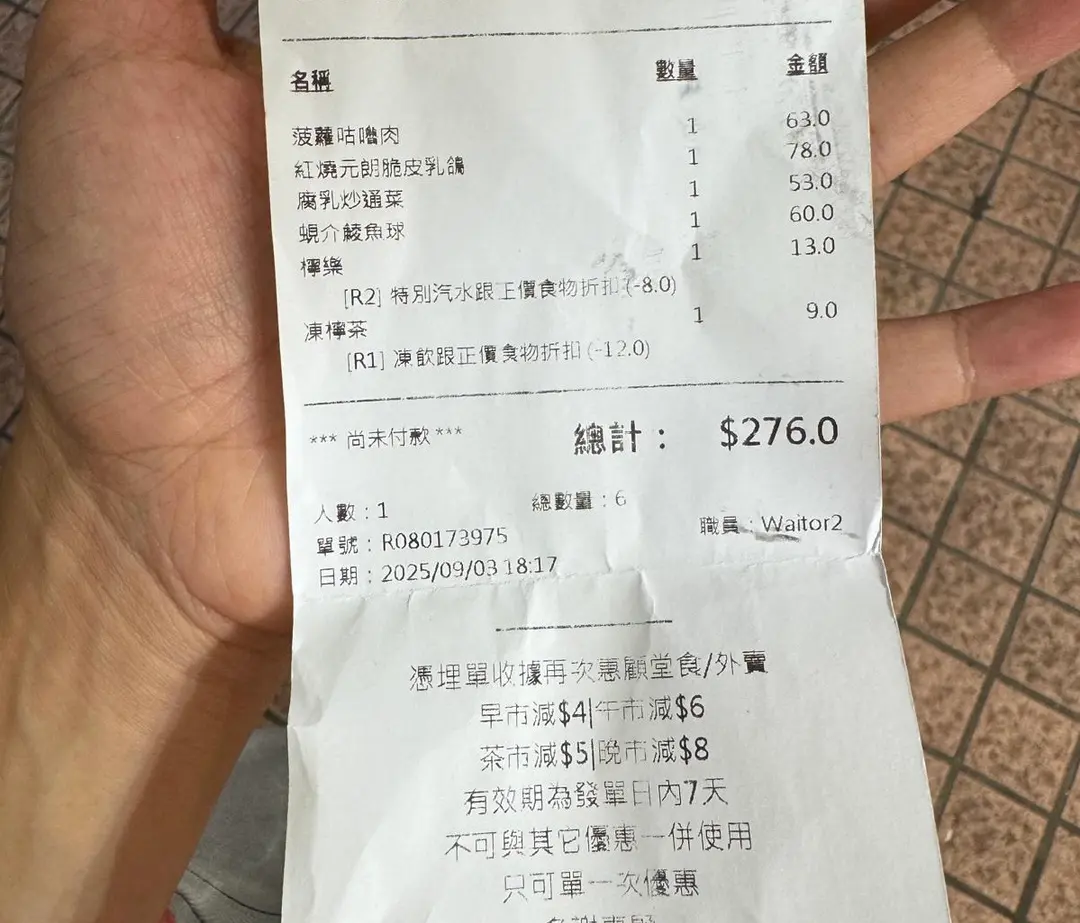 名稱 數量 金額
菠蘿咕嚕肉 1 63.0
紅燒元朗脆皮乳鴿 1 78.0
腐乳炒通菜 1 53.0
蜆介鯪魚球 1 60.0
檸樂 1 13.0
[R2] 特別汽水跟正價食物折扣 (-8.0)
凍檸茶 1 9.0
[R1] 凍飲跟正價食物折扣 (-12.0)
*** 尚未付款 *** 總計： $276.0
人數：1 總數量：6
單號：R080173975 職員：Waitor2
日期：2025/09/03 18:17
憑埋單收據再次惠顧堂食/外賣
早市減$4|午市減$6
茶市減$5|晚市減$8
有效期為發單日內7天
不可與其它優惠一併使用
只可單一次優惠